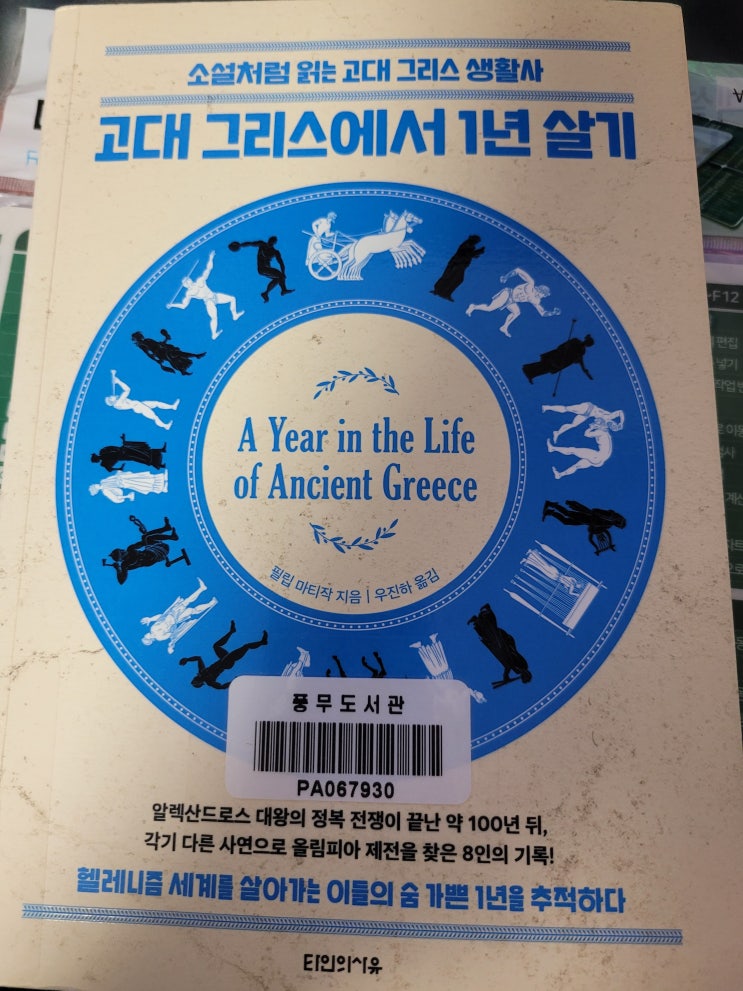 소설처럼 읽는 고대 그리스 생활사
고대 그리스에서 1년 살기
A Year in the Life
of Ancient Greece
필립 마티작 지음 | 우진하 옮김
풍무도서관
PA067930
알렉산드로스 대왕의 정복 전쟁이 끝난 약 100년 뒤,
각기 다른 사연으로 올림피아 제전을 찾은 8인의 기록!
헬레니즘 세계를 살아가는 이들의 숨 가쁜 1년을 추적하다
타인의사유
F12
편집
넣기